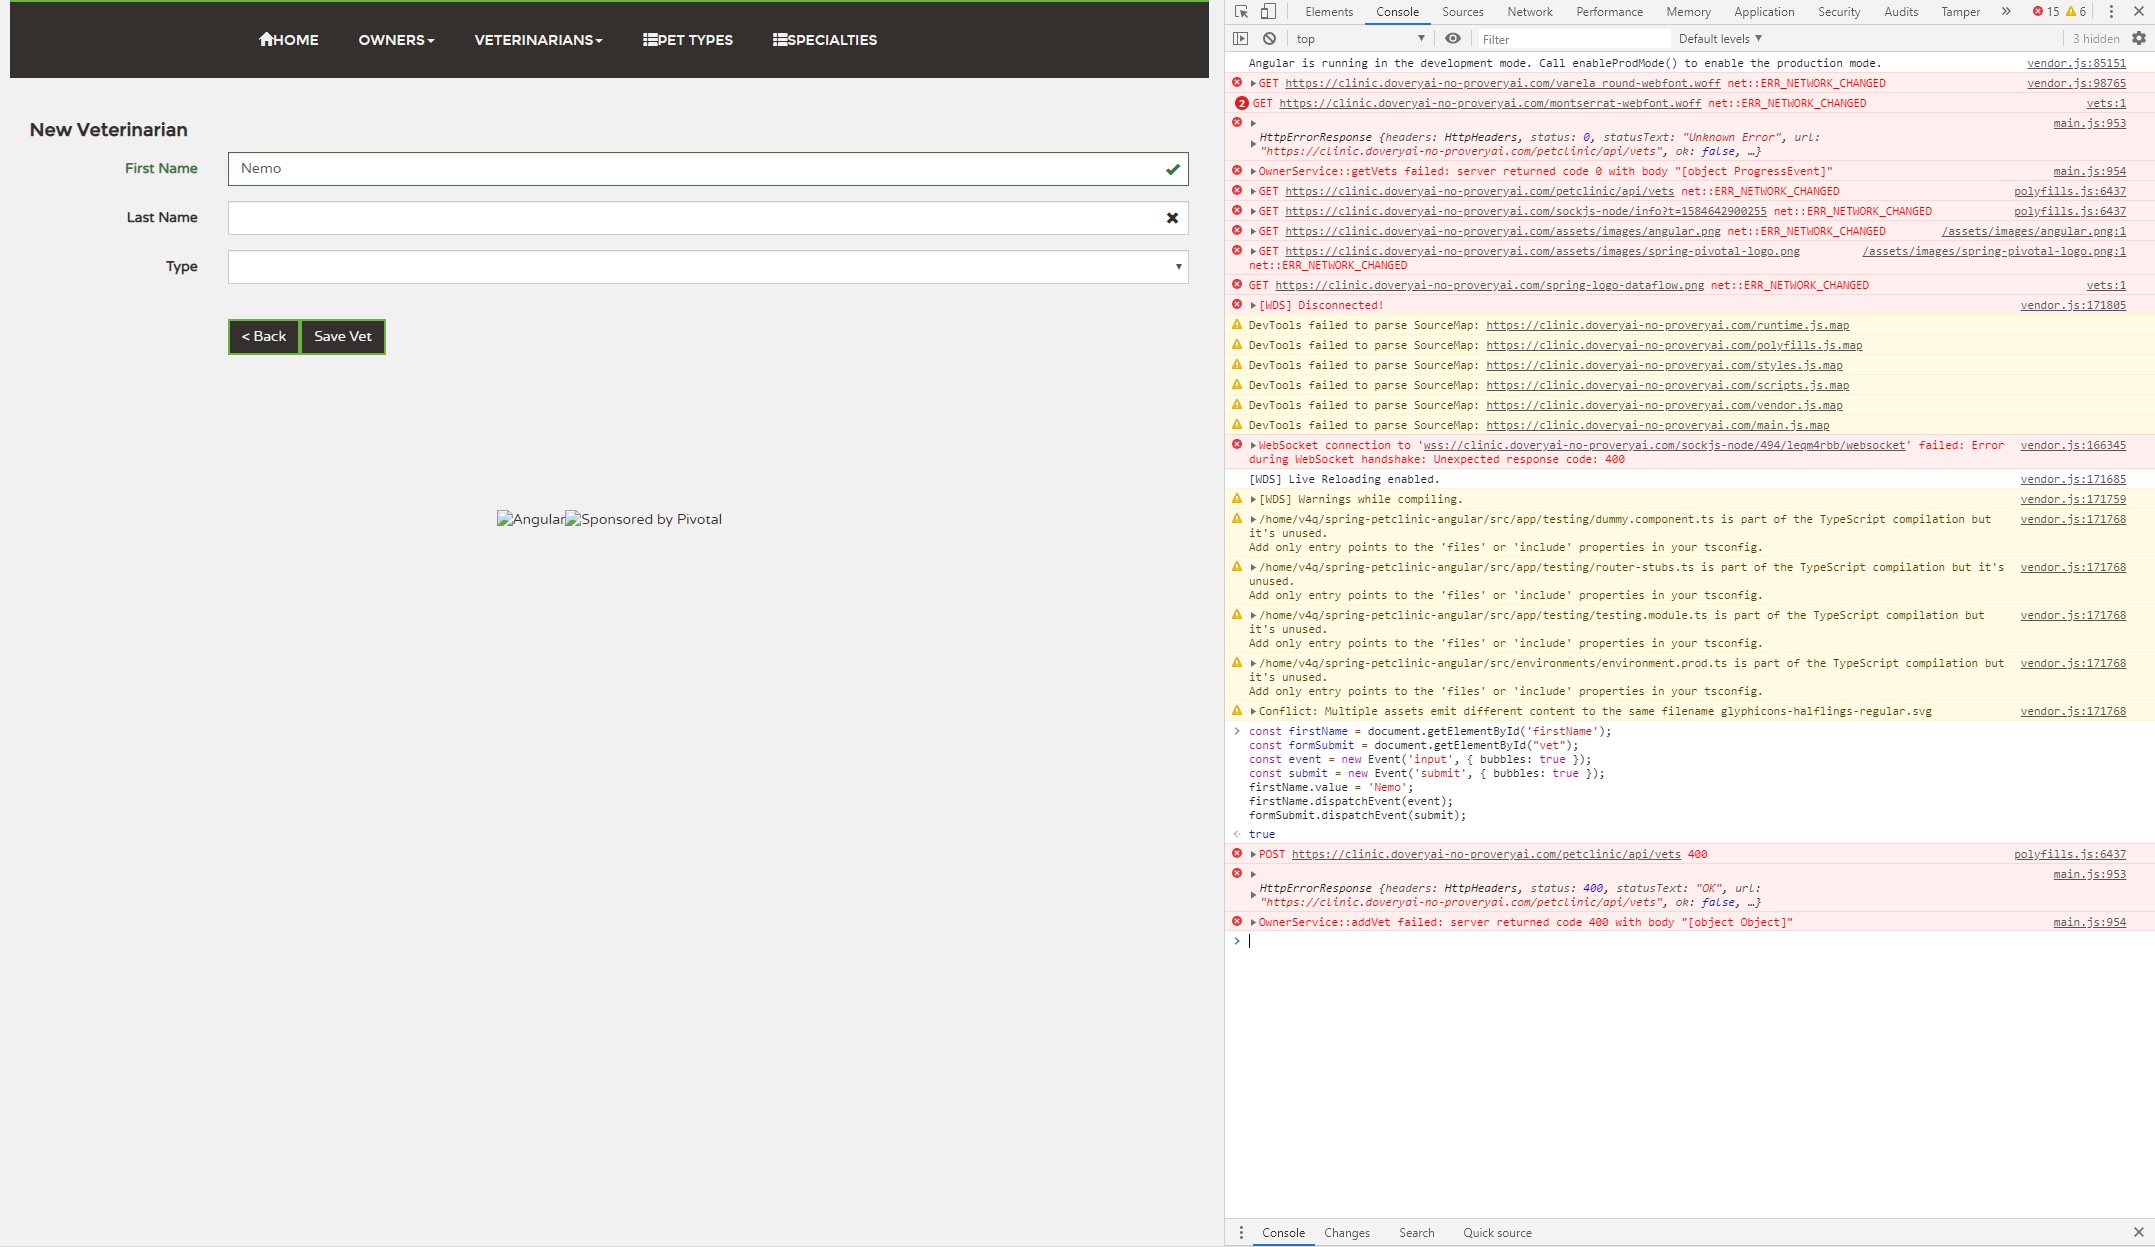 HOME OWNERS VETERINARIANS PET TYPES SPECIALTIES
New Veterinarian
First Name Nemo
Last Name
Type
< Back Save Vet
Angular Sponsored by Pivotal
Elements Console Sources Network Performance Memory Application Security Audits Tamper » 15 6
top Filter Default levels 3 hidden
Angular is running in the development mode. Call enableProdMode() to enable the production mode. vendor.js:85151
GET https://clinic.doveryai-no-proveryai.com/varela_round-webfont.woff net::ERR_NETWORK_CHANGED vendor.js:98765
2 GET https://clinic.doveryai-no-proveryai.com/montserrat-webfont.woff net::ERR_NETWORK_CHANGED vets:1
main.js:953
HttpErrorResponse {headers: HttpHeaders, status: 0, statusText: "Unknown Error", url:
"https://clinic.doveryai-no-proveryai.com/petclinic/api/vets", ok: false, …}
OwnerService::getVets failed: server returned code 0 with body "[object ProgressEvent]" main.js:954
GET https://clinic.doveryai-no-proveryai.com/petclinic/api/vets net::ERR_NETWORK_CHANGED polyfills.js:6437
GET https://clinic.doveryai-no-proveryai.com/sockjs-node/info?t=1584642900255 net::ERR_NETWORK_CHANGED polyfills.js:6437
GET https://clinic.doveryai-no-proveryai.com/assets/images/angular.png net::ERR_NETWORK_CHANGED /assets/images/angular.png:1
GET https://clinic.doveryai-no-proveryai.com/assets/images/spring-pivotal-logo.png /assets/images/spring-pivotal-logo.png:1
net::ERR_NETWORK_CHANGED
GET https://clinic.doveryai-no-proveryai.com/spring-logo-dataflow.png net::ERR_NETWORK_CHANGED vets:1
[WDS] Disconnected! vendor.js:171805
DevTools failed to parse SourceMap: https://clinic.doveryai-no-proveryai.com/runtime.js.map
DevTools failed to parse SourceMap: https://clinic.doveryai-no-proveryai.com/polyfills.js.map
DevTools failed to parse SourceMap: https://clinic.doveryai-no-proveryai.com/styles.js.map
DevTools failed to parse SourceMap: https://clinic.doveryai-no-proveryai.com/scripts.js.map
DevTools failed to parse SourceMap: https://clinic.doveryai-no-proveryai.com/vendor.js.map
DevTools failed to parse SourceMap: https://clinic.doveryai-no-proveryai.com/main.js.map
WebSocket connection to 'wss://clinic.doveryai-no-proveryai.com/sockjs-node/494/leqm4rbb/websocket' failed: Error vendor.js:166345
during WebSocket handshake: Unexpected response code: 400
[WDS] Live Reloading enabled. vendor.js:171685
[WDS] Warnings while compiling. vendor.js:171759
/home/v4q/spring-petclinic-angular/src/app/testing/dummy.component.ts is part of the TypeScript compilation but vendor.js:171768
it's unused.
Add only entry points to the 'files' or 'include' properties in your tsconfig.
/home/v4q/spring-petclinic-angular/src/app/testing/router-stubs.ts is part of the TypeScript compilation but it's vendor.js:171768
unused.
Add only entry points to the 'files' or 'include' properties in your tsconfig.
/home/v4q/spring-petclinic-angular/src/app/testing/testing.module.ts is part of the TypeScript compilation but vendor.js:171768
it's unused.
Add only entry points to the 'files' or 'include' properties in your tsconfig.
/home/v4q/spring-petclinic-angular/src/environments/environment.prod.ts is part of the TypeScript compilation but vendor.js:171768
it's unused.
Add only entry points to the 'files' or 'include' properties in your tsconfig.
Conflict: Multiple assets emit different content to the same filename glyphicons-halflings-regular.svg vendor.js:171768
const firstName = document.getElementById('firstName');
const formSubmit = document.getElementById("vet");
const event = new Event('input', { bubbles: true });
const submit = new Event('submit', { bubbles: true });
firstName.value = 'Nemo';
firstName.dispatchEvent(event);
formSubmit.dispatchEvent(submit);
true
POST https://clinic.doveryai-no-proveryai.com/petclinic/api/vets 400 polyfills.js:6437
main.js:953
HttpErrorResponse {headers: HttpHeaders, status: 400, statusText: "OK", url:
"https://clinic.doveryai-no-proveryai.com/petclinic/api/vets", ok: false, …}
OwnerService::addVet failed: server returned code 400 with body "[object Object]" main.js:954
Console Changes Search Quick source